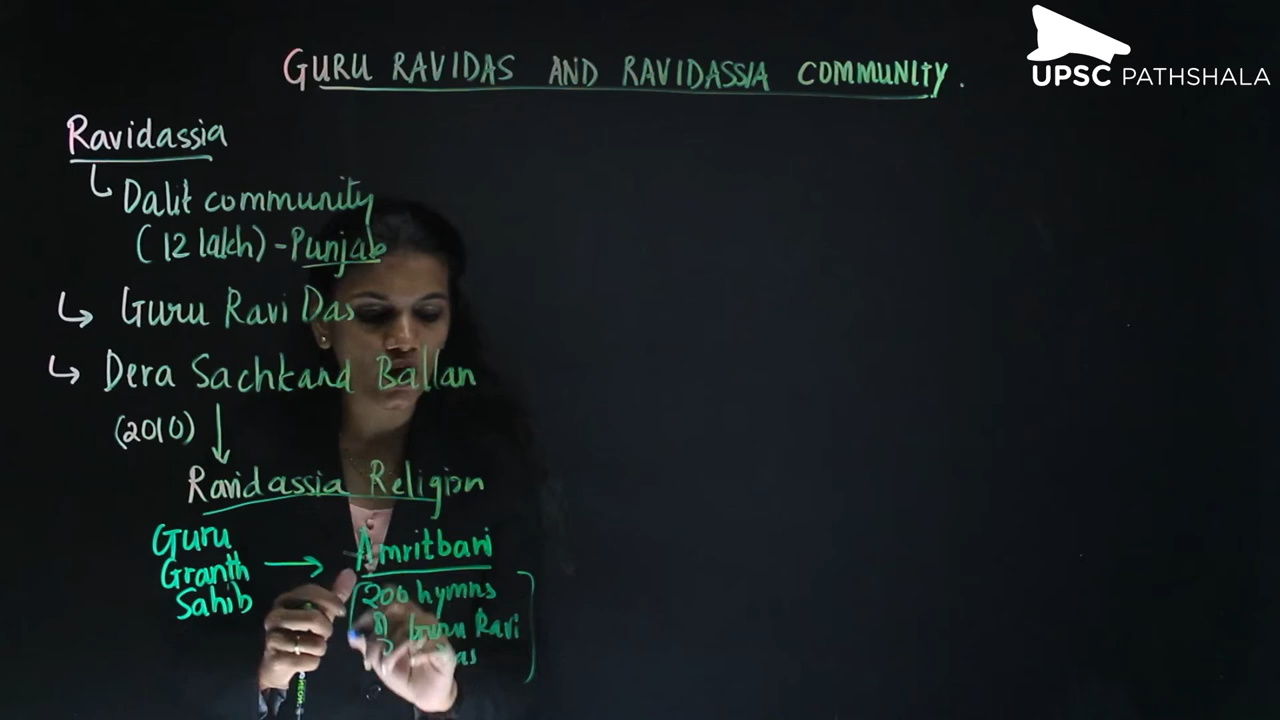 GURU RAVIDAS AND RAVIDASSIA COMMUNITY.
UPSC PATHSHALA
Ravidassia
Dalit community
(12 lakh) - Punjab
Guru Ravi Das
Dera Sachkand Ballan
(2010)
Ravidassia Religion
Guru
Granth
Sahib
Amritbani
200 hymns
Guru Ravi